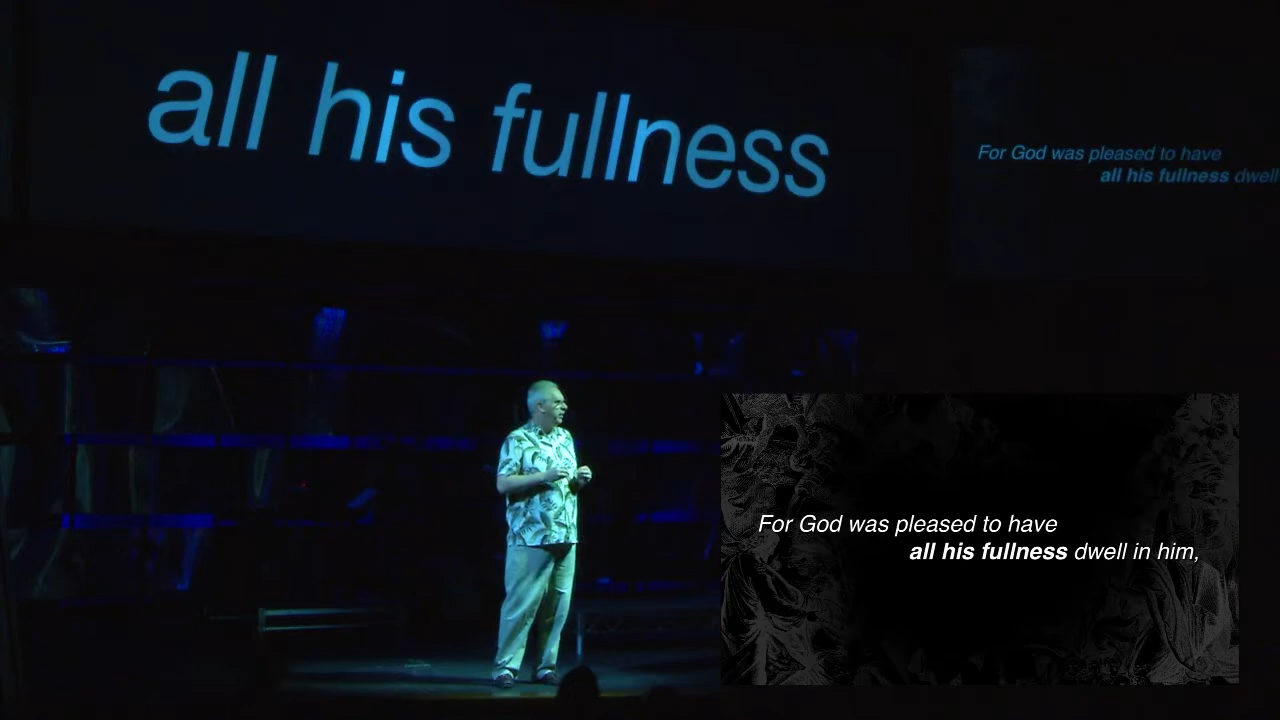 all his fullness
For God was pleased to have
all his fullness dwell
For God was pleased to have
all his fullness dwell in him,